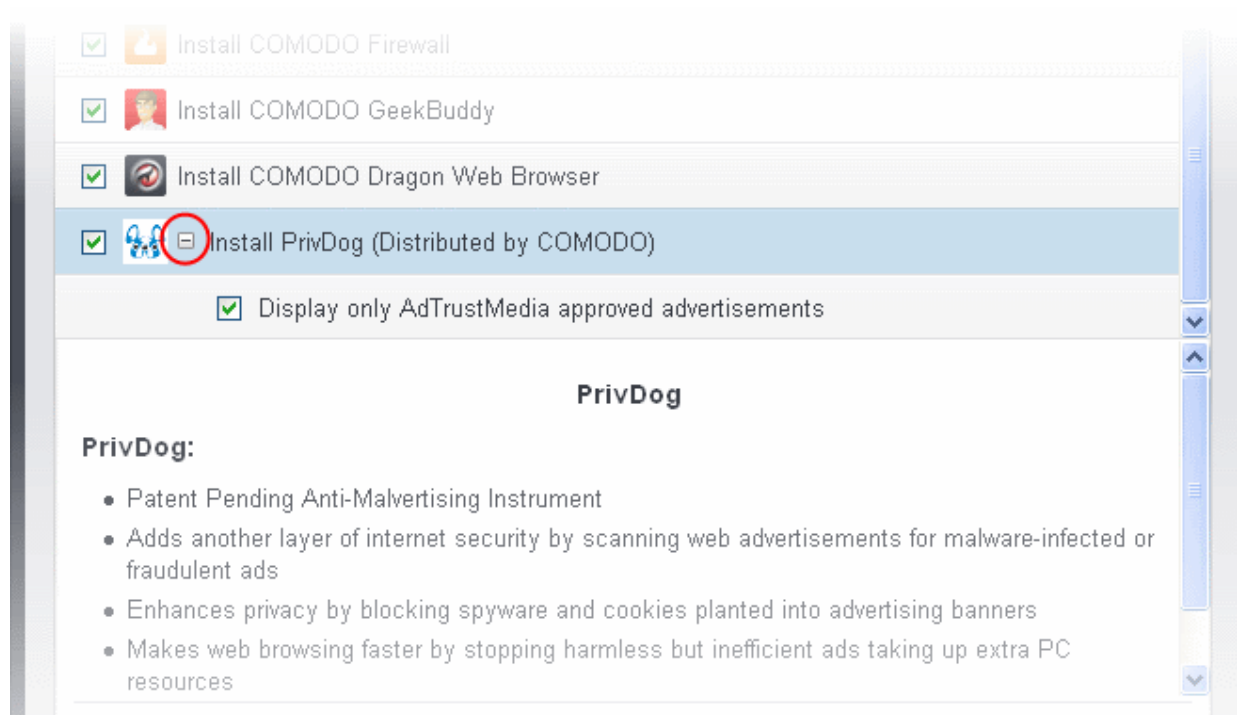 Install COMODO Firewall
Install COMODO GeekBuddy
Install COMODO Dragon Web Browser
Install PrivDog (Distributed by COMODO)
Display only AdTrustMedia approved advertisements
PrivDog
PrivDog:
• Patent Pending Anti-Malvertising Instrument
• Adds another layer of internet security by scanning web advertisements for malware-infected or
fraudulent ads
• Enhances privacy by blocking spyware and cookies planted into advertising banners
• Makes web browsing faster by stopping harmless but inefficient ads taking up extra PC
resources